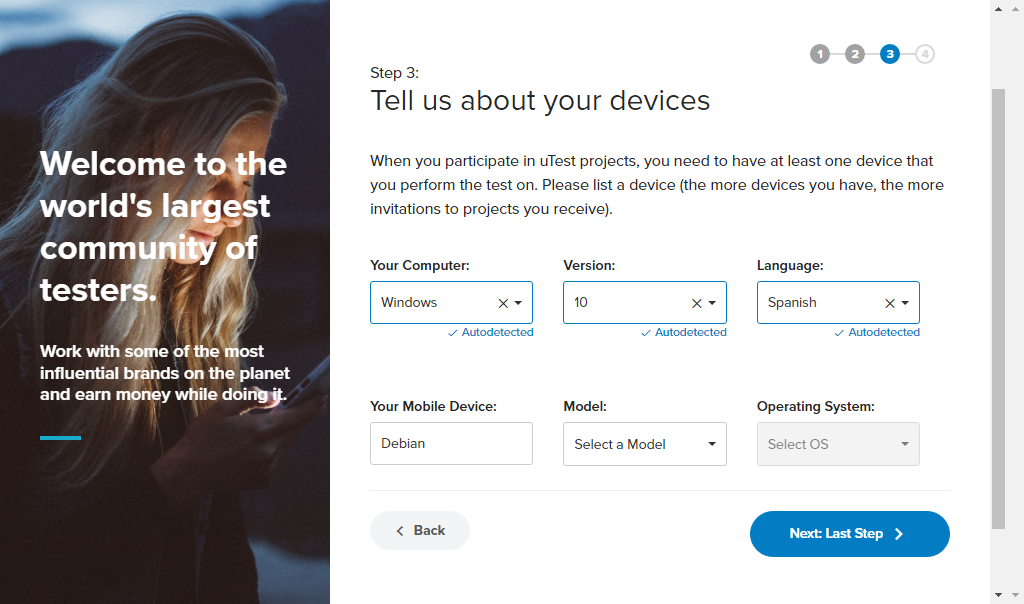 Welcome to the
world's largest
community of
testers.
Work with some of the most
influential brands on the planet
and earn money while doing it.
1 2 3 4
Step 3:
Tell us about your devices
When you participate in uTest projects, you need to have at least one device that
you perform the test on. Please list a device (the more devices you have, the more
invitations to projects you receive).
Your Computer: Version: Language:
Windows 10 Spanish
Autodetected Autodetected Autodetected
Your Mobile Device: Model: Operating System:
Debian Select a Model Select OS
Back Next: Last Step